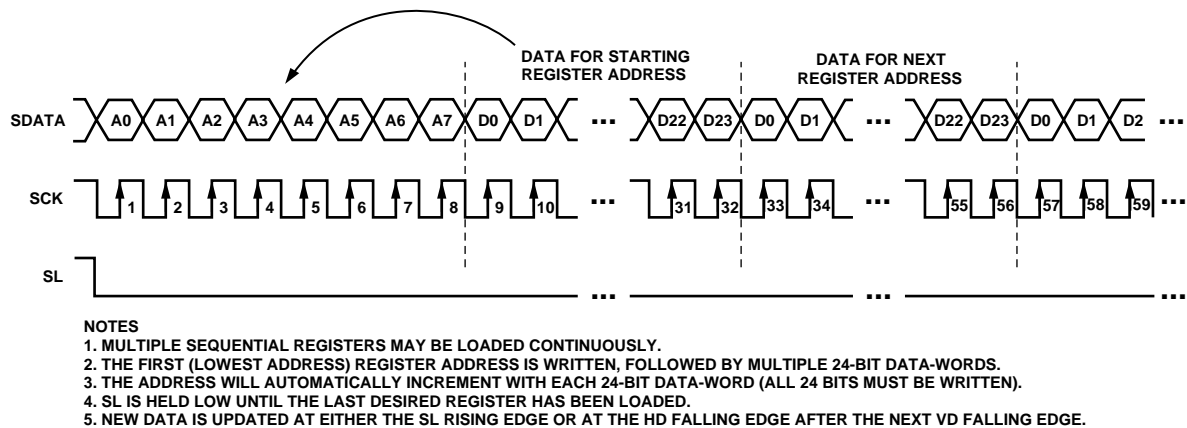 DATA FOR STARTING
REGISTER ADDRESS
DATA FOR NEXT
REGISTER ADDRESS
SDATA A0 A1 A2 A3 A4 A5 A6 A7 D0 D1 ... D22 D23 D0 D1 ... D22 D23 D0 D1 D2 ...
SCK 1 2 3 4 5 6 7 8 9 10 ... 31 32 33 34 ... 55 56 57 58 59 ...
SL ... ... ...
NOTES
1. MULTIPLE SEQUENTIAL REGISTERS MAY BE LOADED CONTINUOUSLY.
2. THE FIRST (LOWEST ADDRESS) REGISTER ADDRESS IS WRITTEN, FOLLOWED BY MULTIPLE 24-BIT DATA-WORDS.
3. THE ADDRESS WILL AUTOMATICALLY INCREMENT WITH EACH 24-BIT DATA-WORD (ALL 24 BITS MUST BE WRITTEN).
4. SL IS HELD LOW UNTIL THE LAST DESIRED REGISTER HAS BEEN LOADED.
5. NEW DATA IS UPDATED AT EITHER THE SL RISING EDGE OR AT THE HD FALLING EDGE AFTER THE NEXT VD FALLING EDGE.